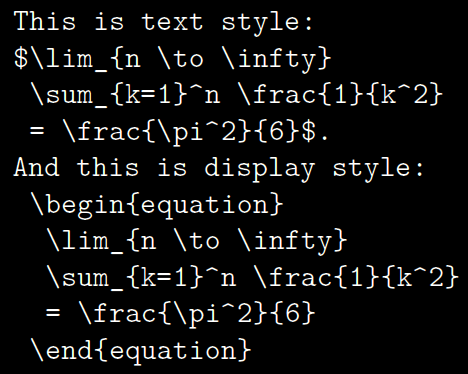 This is text style:
$\lim_{n \to \infty}
\sum_{k=1}^n \frac{1}{k^2}
= \frac{\pi^2}{6}$.
And this is display style:
\begin{equation}
\lim_{n \to \infty}
\sum_{k=1}^n \frac{1}{k^2}
= \frac{\pi^2}{6}
\end{equation}